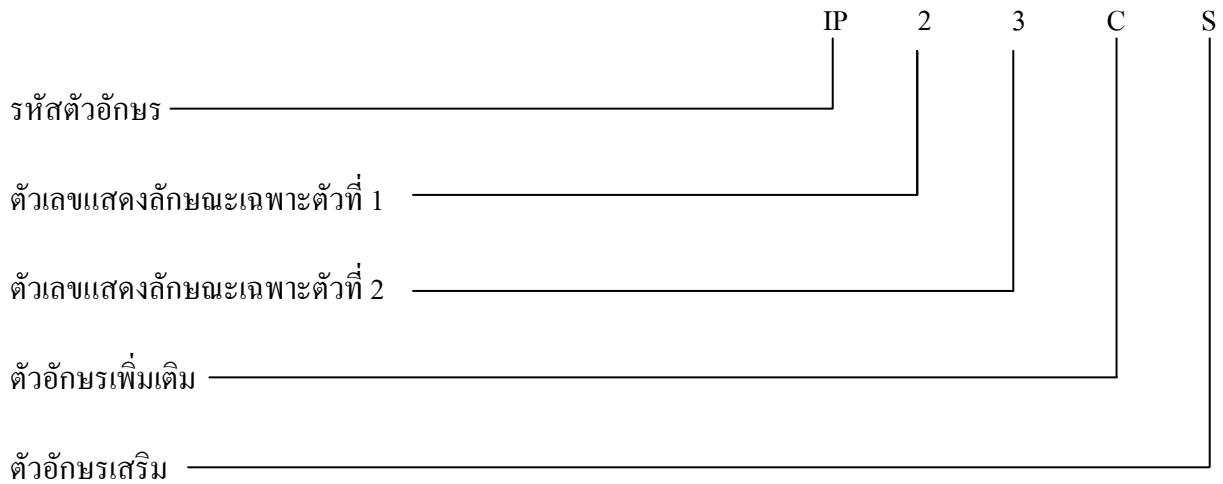 IP 2 3 C S
รหัสตัวอักษร
ตัวเลขแสดงลักษณะเฉพาะตัวที่ 1
ตัวเลขแสดงลักษณะเฉพาะตัวที่ 2
ตัวอักษรเพิ่มเติม
ตัวอักษรเสริม